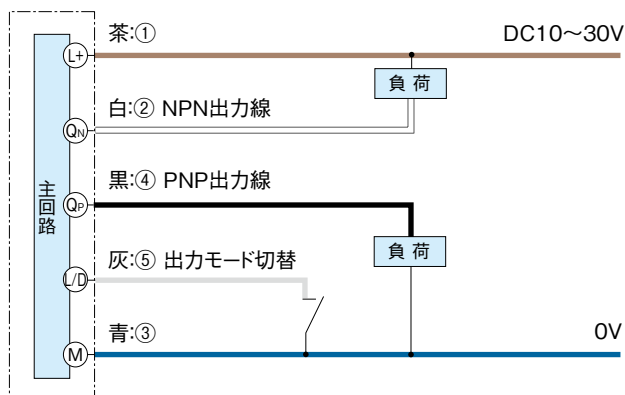 茶:① DC10～30V
L+
負荷
白:② NPN出力線
QN
黒:④ PNP出力線
主回路
QP
負荷
灰:⑤ 出力モード切替
L/D
青:③ 0V
M